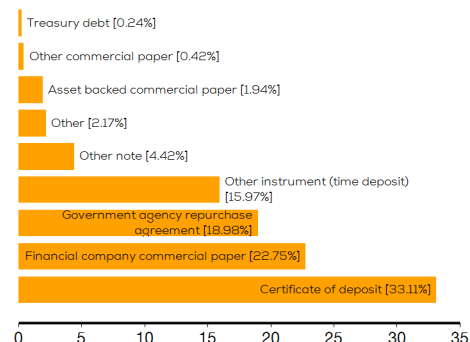 Treasury debt [0.24%]
Other commercial paper [0.42%]
Asset backed commercial paper [1.94%]
Other [2.17%]
Other note [4.42%]
Other instrument (time deposit)
[15.97%]
Government agency repurchase
agreement [18.98%]
Financial company commercial paper [22.75%]
Certificate of deposit [33.11%]
0 5 10 15 20 25 30 35